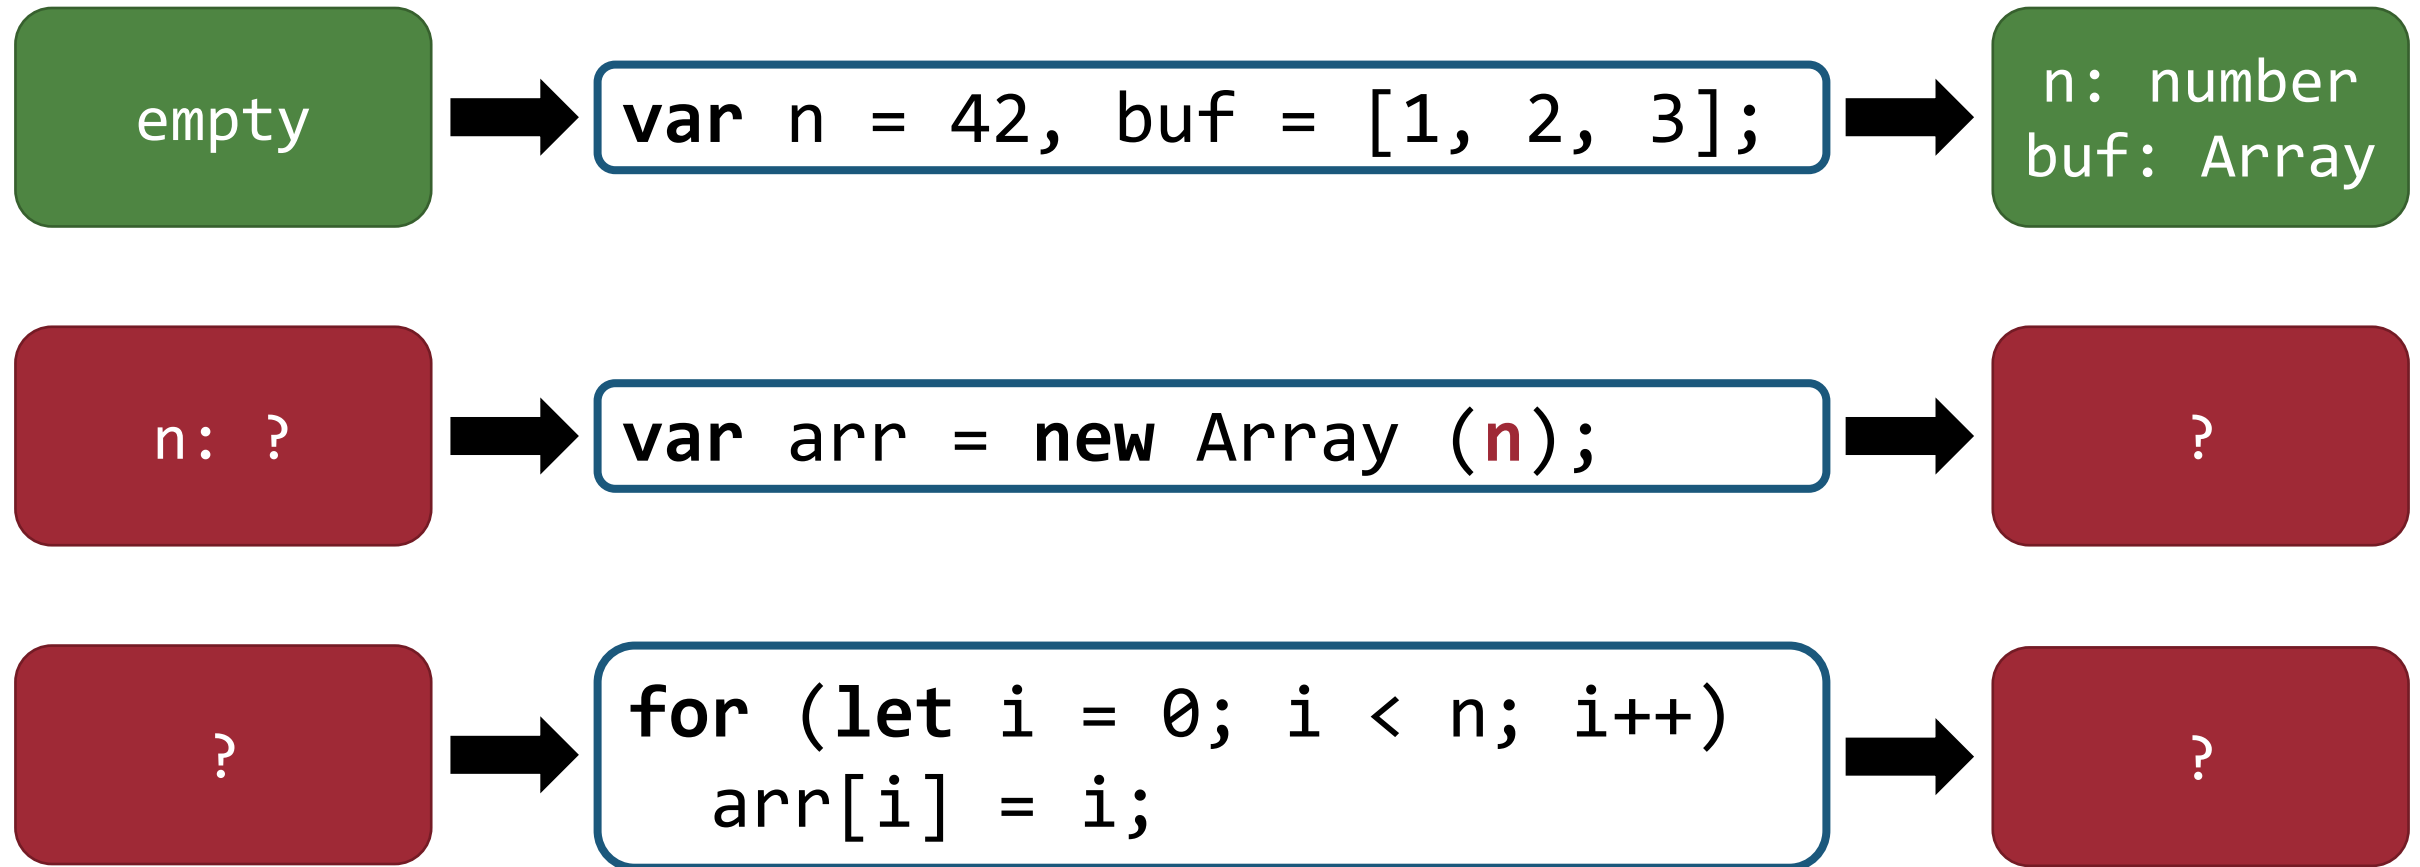 empty
var n = 42, buf = [1, 2, 3];
n: number
buf: Array
n: ?
var arr = new Array (n);
?
?
for (let i = 0; i < n; i++)
  arr[i] = i;
?